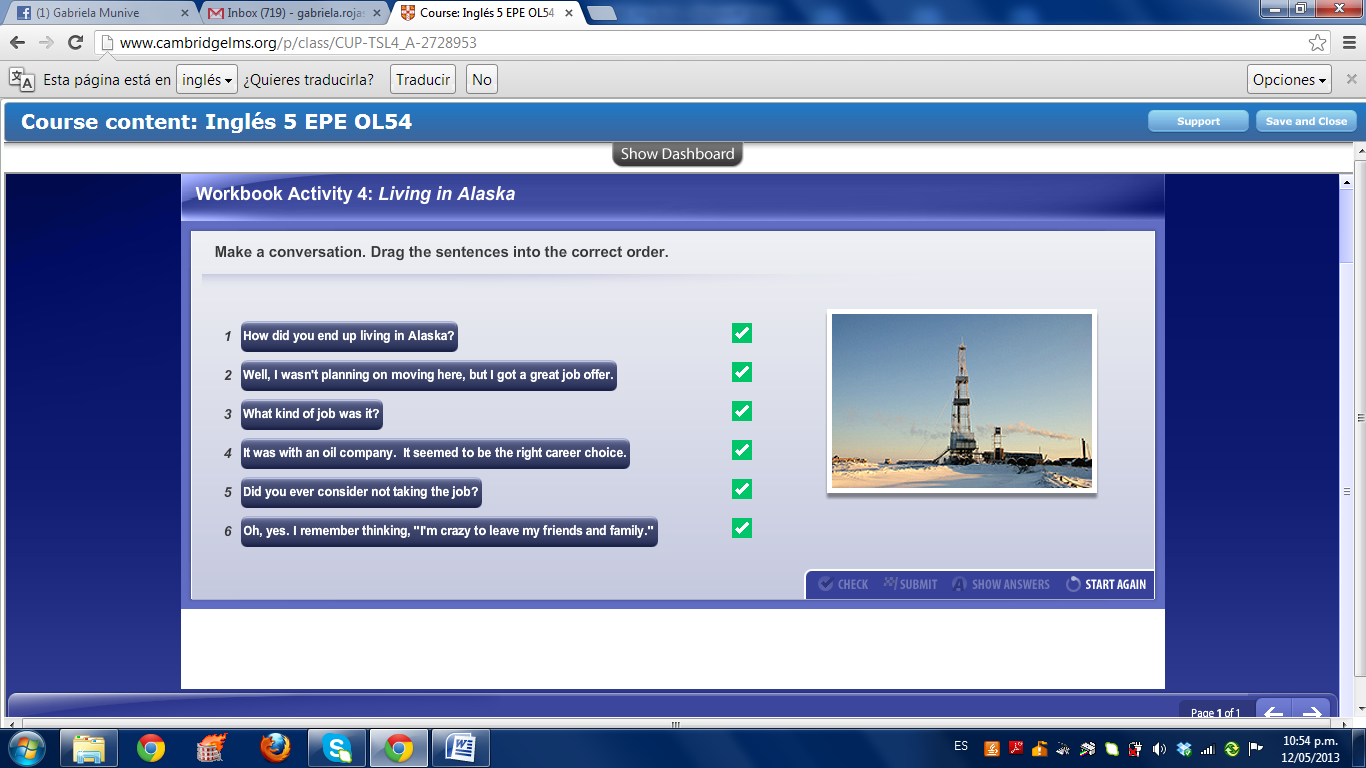 (1) Gabriela Munive
Inbox (719) - gabriela.rojas
Course: Inglés 5 EPE OL54
www.cambridgelms.org/p/class/CUP-TSL4_A-2728953
Esta página está en inglés ¿Quieres traducirla? Traducir No Opciones
Course content: Inglés 5 EPE OL54
Support
Save and Close
Show Dashboard
Workbook Activity 4: Living in Alaska
Make a conversation. Drag the sentences into the correct order.
1 How did you end up living in Alaska?
2 Well, I wasn't planning on moving here, but I got a great job offer.
3 What kind of job was it?
4 It was with an oil company. It seemed to be the right career choice.
5 Did you ever consider not taking the job?
6 Oh, yes. I remember thinking, "I'm crazy to leave my friends and family."
CHECK SUBMIT SHOW ANSWERS START AGAIN
Page 1 of 1
ES
10:54 p.m.
12/05/2013